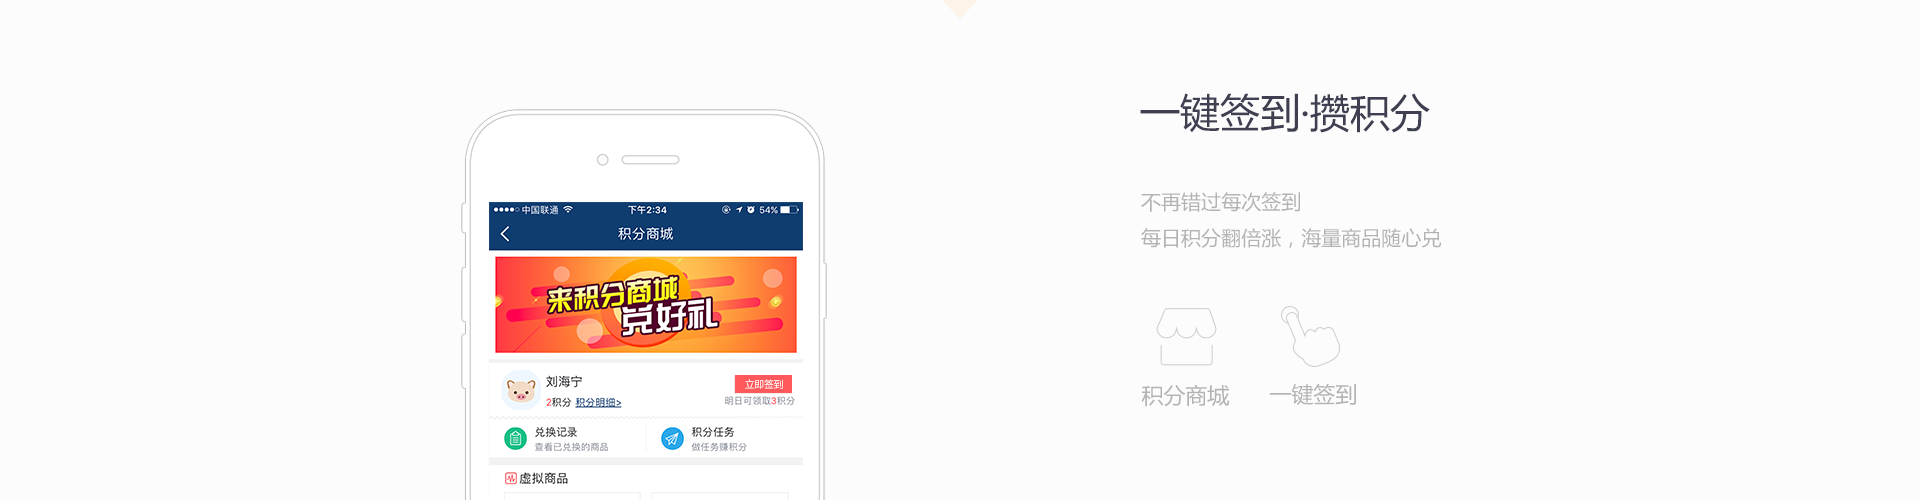 一键签到·攒积分
不再错过每次签到
每日积分翻倍涨，海量商品随心兑
积分商城
一键签到
中国联通
下午2:34
54%
积分商城
来积分商城
兑好礼
刘海宁
立即签到
2积分 积分明细>
明日可领取3积分
兑换记录
查看已兑换的商品
积分任务
做任务赚积分
虚拟商品